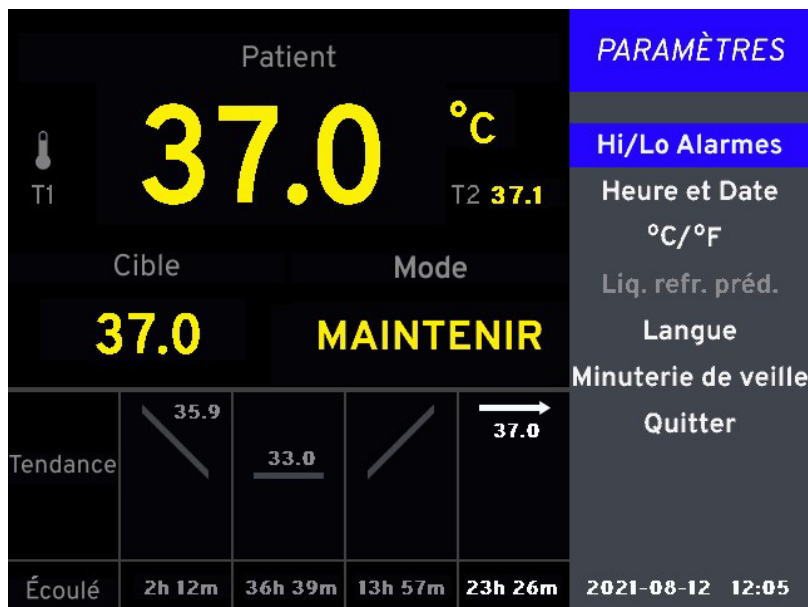 Patient
37.0 °C
T1
T2 37.1
Cible
Mode
37.0
MAINTENIR
Tendance
35.9
33.0
37.0
Écoulé
2h 12m
36h 39m
13h 57m
23h 26m
PARAMÈTRES
Hi/Lo Alarmes
Heure et Date
°C/°F
Liq. refr. préd.
Langue
Minuterie de veille
Quitter
2021-08-12 12:05